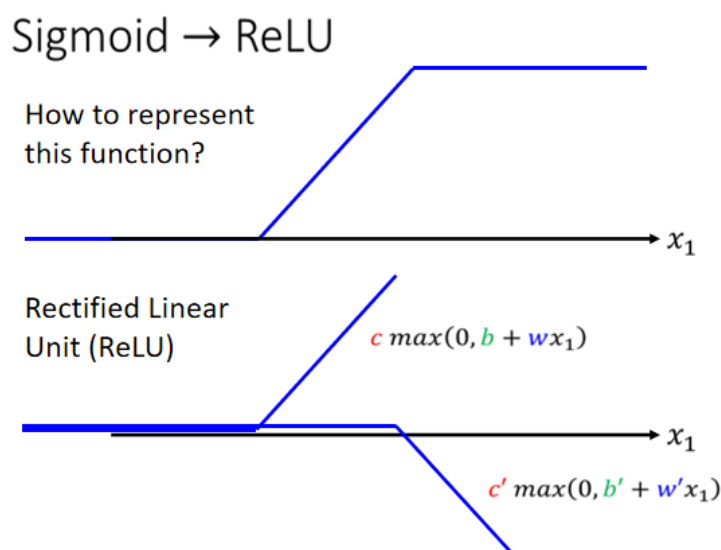 Sigmoid → ReLU
How to represent
this function?
x₁
Rectified Linear
Unit (ReLU)
c max(0, b + wx₁)
x₁
c′ max(0, b′ + w′x₁)